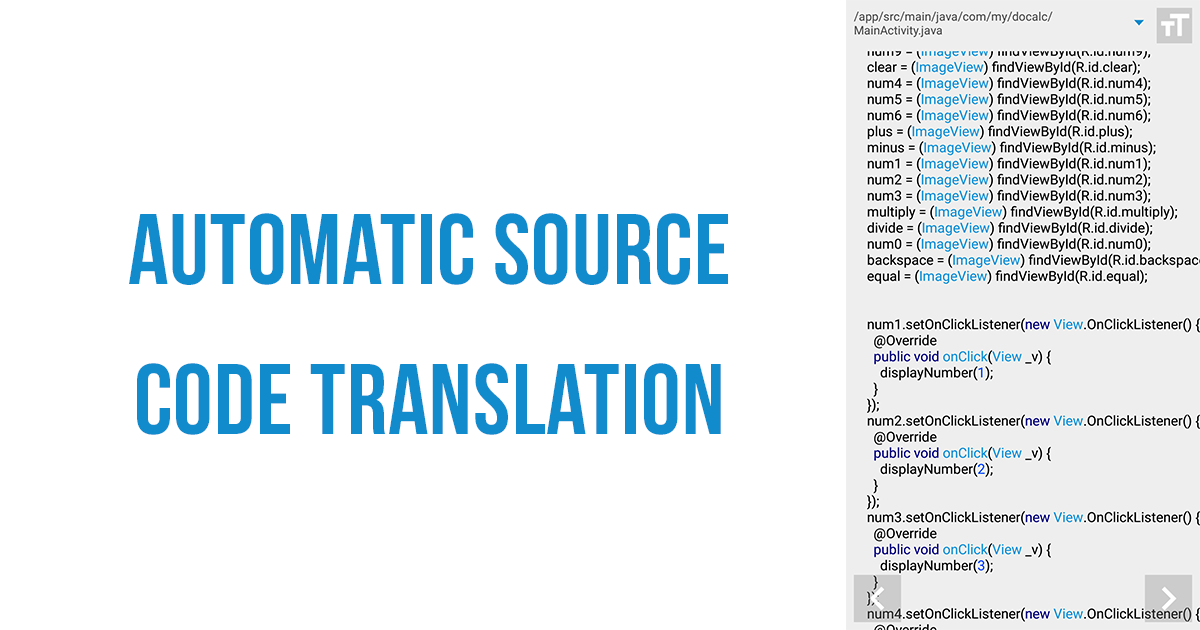 AUTOMATIC SOURCE
CODE TRANSLATION
/app/src/main/java/com/my/docalc/
MainActivity.java
TT
num9 = (ImageView) findViewById(R.id.num9);
clear = (ImageView) findViewById(R.id.clear);
num4 = (ImageView) findViewById(R.id.num4);
num5 = (ImageView) findViewById(R.id.num5);
num6 = (ImageView) findViewById(R.id.num6);
plus = (ImageView) findViewById(R.id.plus);
minus = (ImageView) findViewById(R.id.minus);
num1 = (ImageView) findViewById(R.id.num1);
num2 = (ImageView) findViewById(R.id.num2);
num3 = (ImageView) findViewById(R.id.num3);
multiply = (ImageView) findViewById(R.id.multiply);
divide = (ImageView) findViewById(R.id.divide);
num0 = (ImageView) findViewById(R.id.num0);
backspace = (ImageView) findViewById(R.id.backspac
equal = (ImageView) findViewById(R.id.equal);
num1.setOnClickListener(new View.OnClickListener() {
@Override
public void onClick(View _v) {
displayNumber(1);
}
});
num2.setOnClickListener(new View.OnClickListener() {
@Override
public void onClick(View _v) {
displayNumber(2);
}
});
num3.setOnClickListener(new View.OnClickListener() {
@Override
public void onClick(View _v) {
displayNumber(3);
}
});
num4.setOnClickListener(new View.OnClickListener() {
@Override